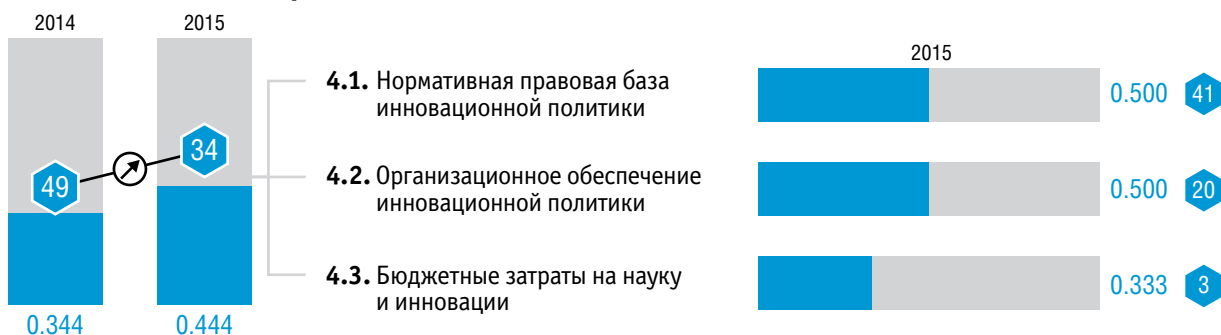 2014
2015
49
34
0.344
0.444
4.1. Нормативная правовая база
инновационной политики
4.2. Организационное обеспечение
инновационной политики
4.3. Бюджетные затраты на науку
и инновации
2015
0.500 41
0.500 20
0.333 3